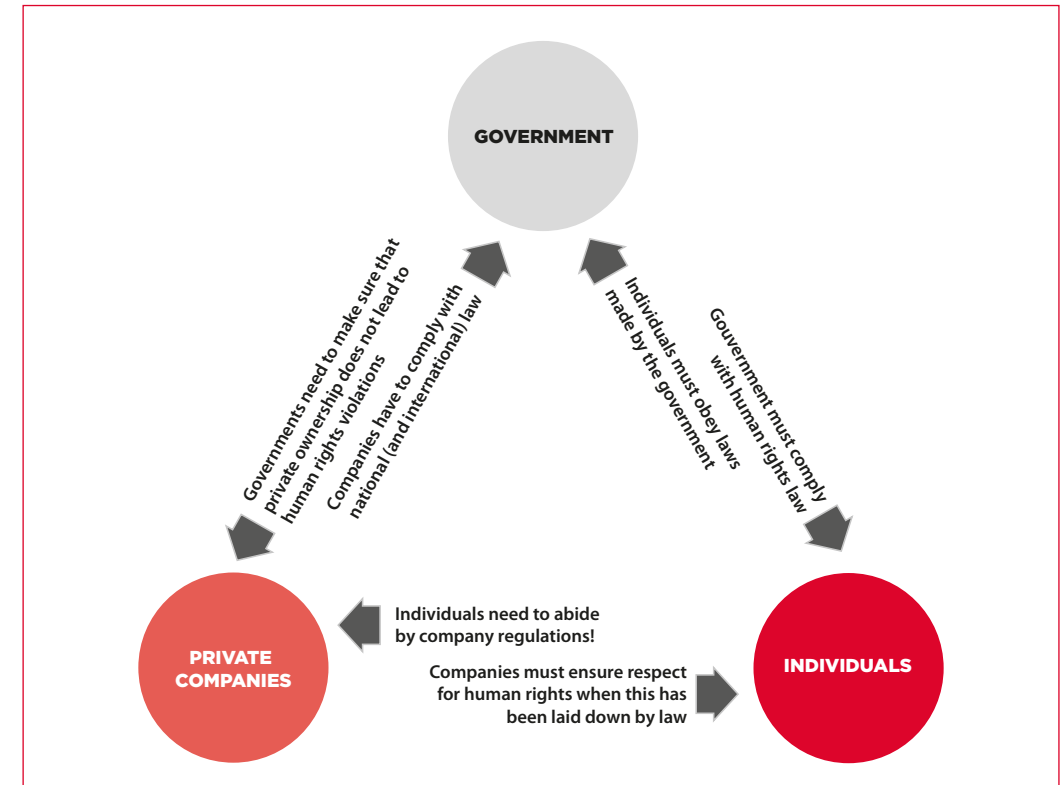 GOVERNMENT
Governments need to make sure that
private ownership does not lead to
human rights violations
Companies have to comply with
national (and international) law
Individuals must obey laws
made by the government
Gouvernment must comply
with human rights law
PRIVATE
COMPANIES
Individuals need to abide
by company regulations!
Companies must ensure respect
for human rights when this has
been laid down by law
INDIVIDUALS